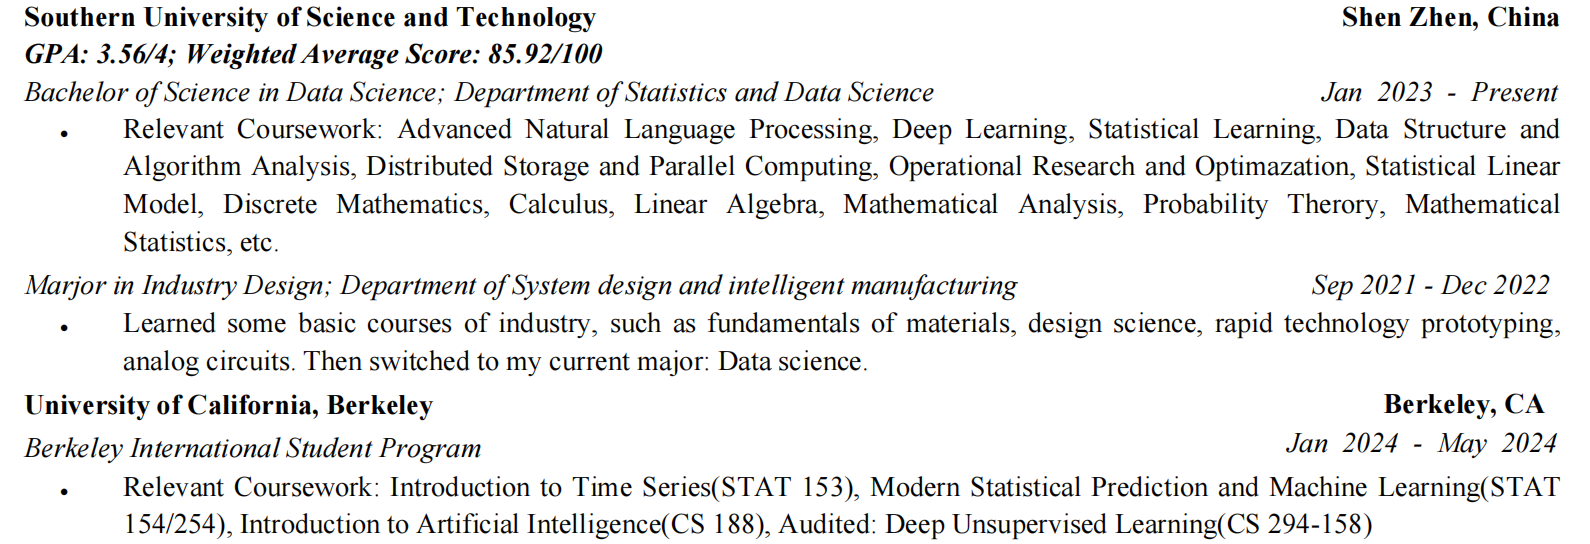 Southern University of Science and Technology Shen Zhen, China
GPA: 3.56/4; Weighted Average Score: 85.92/100
Bachelor of Science in Data Science; Department of Statistics and Data Science Jan 2023 - Present
• Relevant Coursework: Advanced Natural Language Processing, Deep Learning, Statistical Learning, Data Structure and
Algorithm Analysis, Distributed Storage and Parallel Computing, Operational Research and Optimazation, Statistical Linear
Model, Discrete Mathematics, Calculus, Linear Algebra, Mathematical Analysis, Probability Therory, Mathematical
Statistics, etc.
Marjor in Industry Design; Department of System design and intelligent manufacturing Sep 2021 - Dec 2022
• Learned some basic courses of industry, such as fundamentals of materials, design science, rapid technology prototyping,
analog circuits. Then switched to my current major: Data science.
University of California, Berkeley Berkeley, CA
Berkeley International Student Program Jan 2024 - May 2024
• Relevant Coursework: Introduction to Time Series(STAT 153), Modern Statistical Prediction and Machine Learning(STAT
154/254), Introduction to Artificial Intelligence(CS 188), Audited: Deep Unsupervised Learning(CS 294-158)